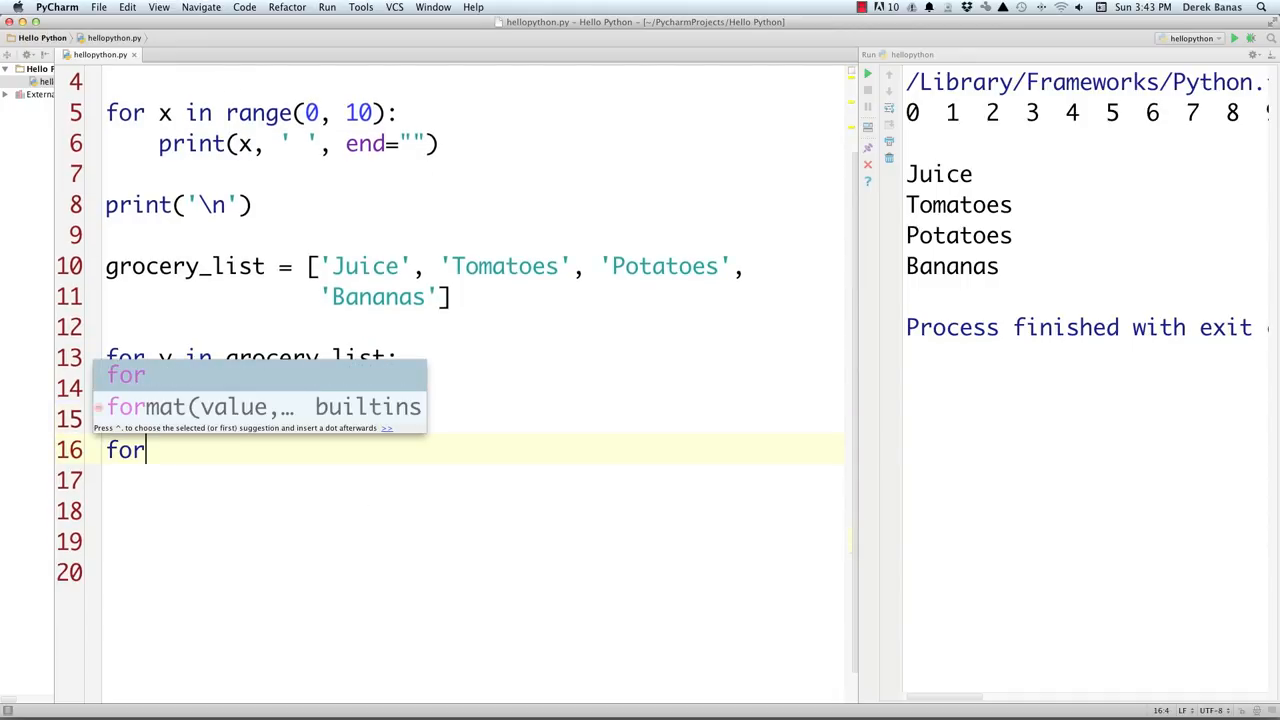 PyCharm File Edit View Navigate Code Refactor Run Tools VCS Window Help 10 Sun 3:43 PM Derek Banas
hellopython.py - Hello Python - [~/PycharmProjects/Hello Python]
Hello Python hellopython.py hellopython
hellopython.py Run hellopython
Hello P
hell
Externa
4
5 for x in range(0, 10):
6 print(x, ' ', end="")
7
8 print('\n')
9
10 grocery_list = ['Juice', 'Tomatoes', 'Potatoes',
11 'Bananas']
12
13 for y in grocery_list:
14
15
16 for
17
18
19
20
for
format(value,… builtins
Press ^. to choose the selected (or first) suggestion and insert a dot afterwards >>
/Library/Frameworks/Python.
0 1 2 3 4 5 6 7 8
Juice
Tomatoes
Potatoes
Bananas
Process finished with exit
16:4 LF UTF-8